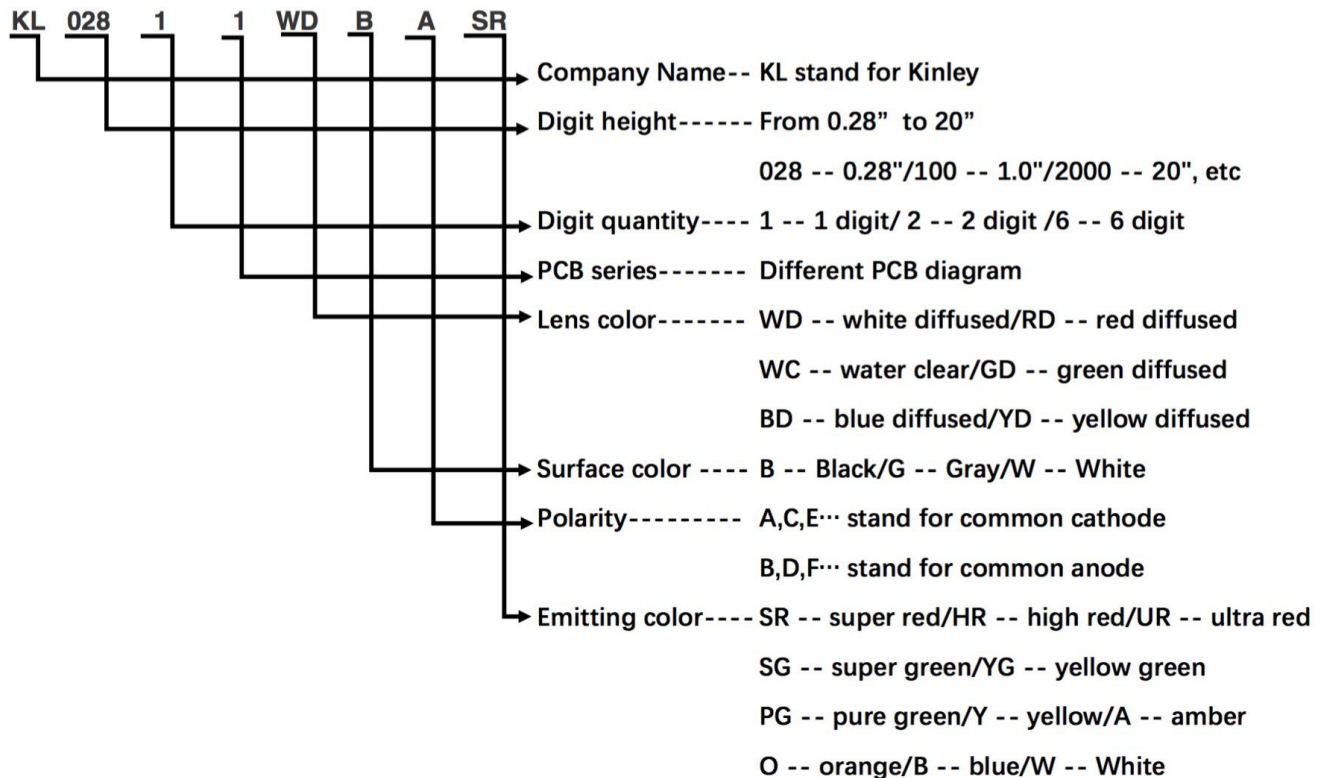 KL 028 1 1 WD B A SR
Company Name-- KL stand for Kinley
Digit height------ From 0.28” to 20”
028 -- 0.28"/100 -- 1.0"/2000 -- 20", etc
Digit quantity---- 1 -- 1 digit/ 2 -- 2 digit /6 -- 6 digit
PCB series------- Different PCB diagram
Lens color------- WD -- white diffused/RD -- red diffused
WC -- water clear/GD -- green diffused
BD -- blue diffused/YD -- yellow diffused
Surface color ---- B -- Black/G -- Gray/W -- White
Polarity--------- A,C,E··· stand for common cathode
B,D,F··· stand for common anode
Emitting color---- SR -- super red/HR -- high red/UR -- ultra red
SG -- super green/YG -- yellow green
PG -- pure green/Y -- yellow/A -- amber
O -- orange/B -- blue/W -- White